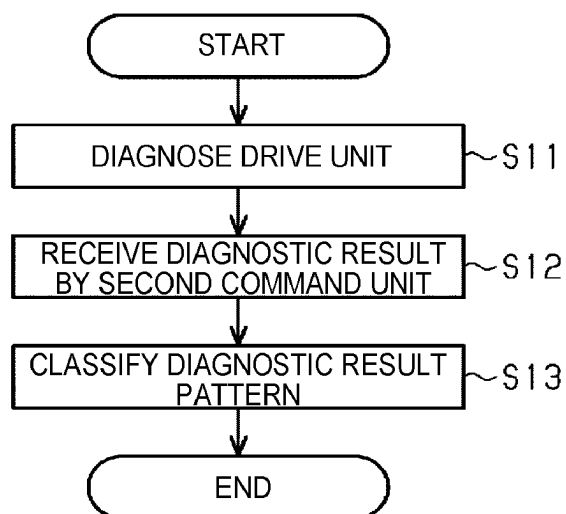 START
DIAGNOSE DRIVE UNIT
S11
RECEIVE DIAGNOSTIC RESULT
BY SECOND COMMAND UNIT
S12
CLASSIFY DIAGNOSTIC RESULT
PATTERN
S13
END